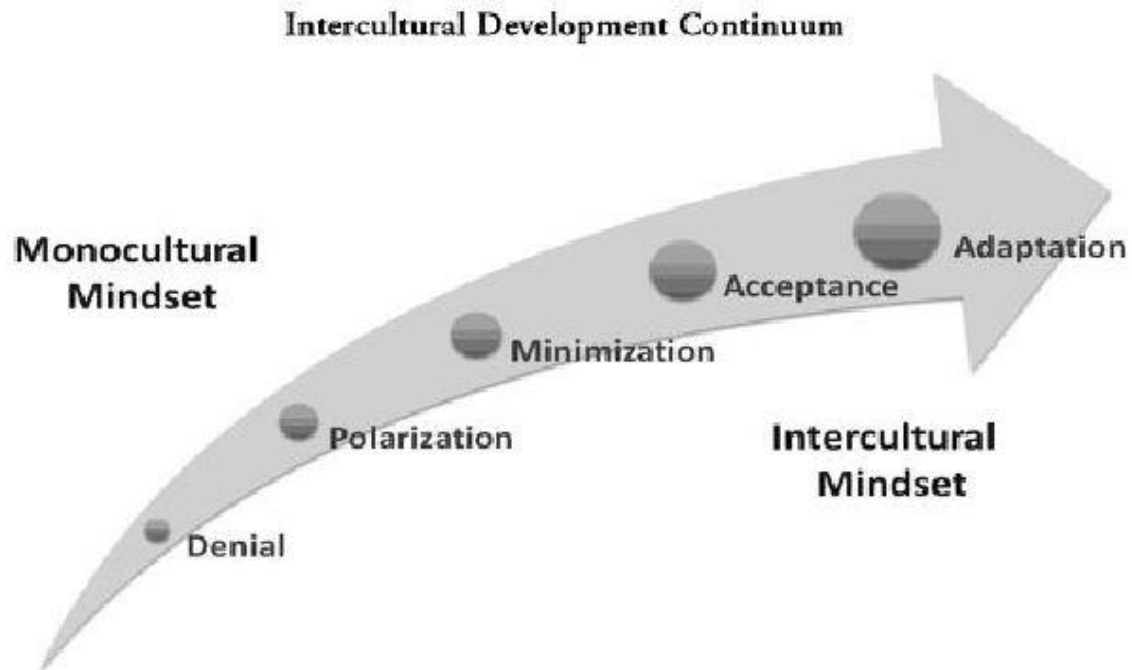 Intercultural Development Continuum
Monocultural
Mindset
Adaptation
Acceptance
Minimization
Polarization
Intercultural
Mindset
Denial